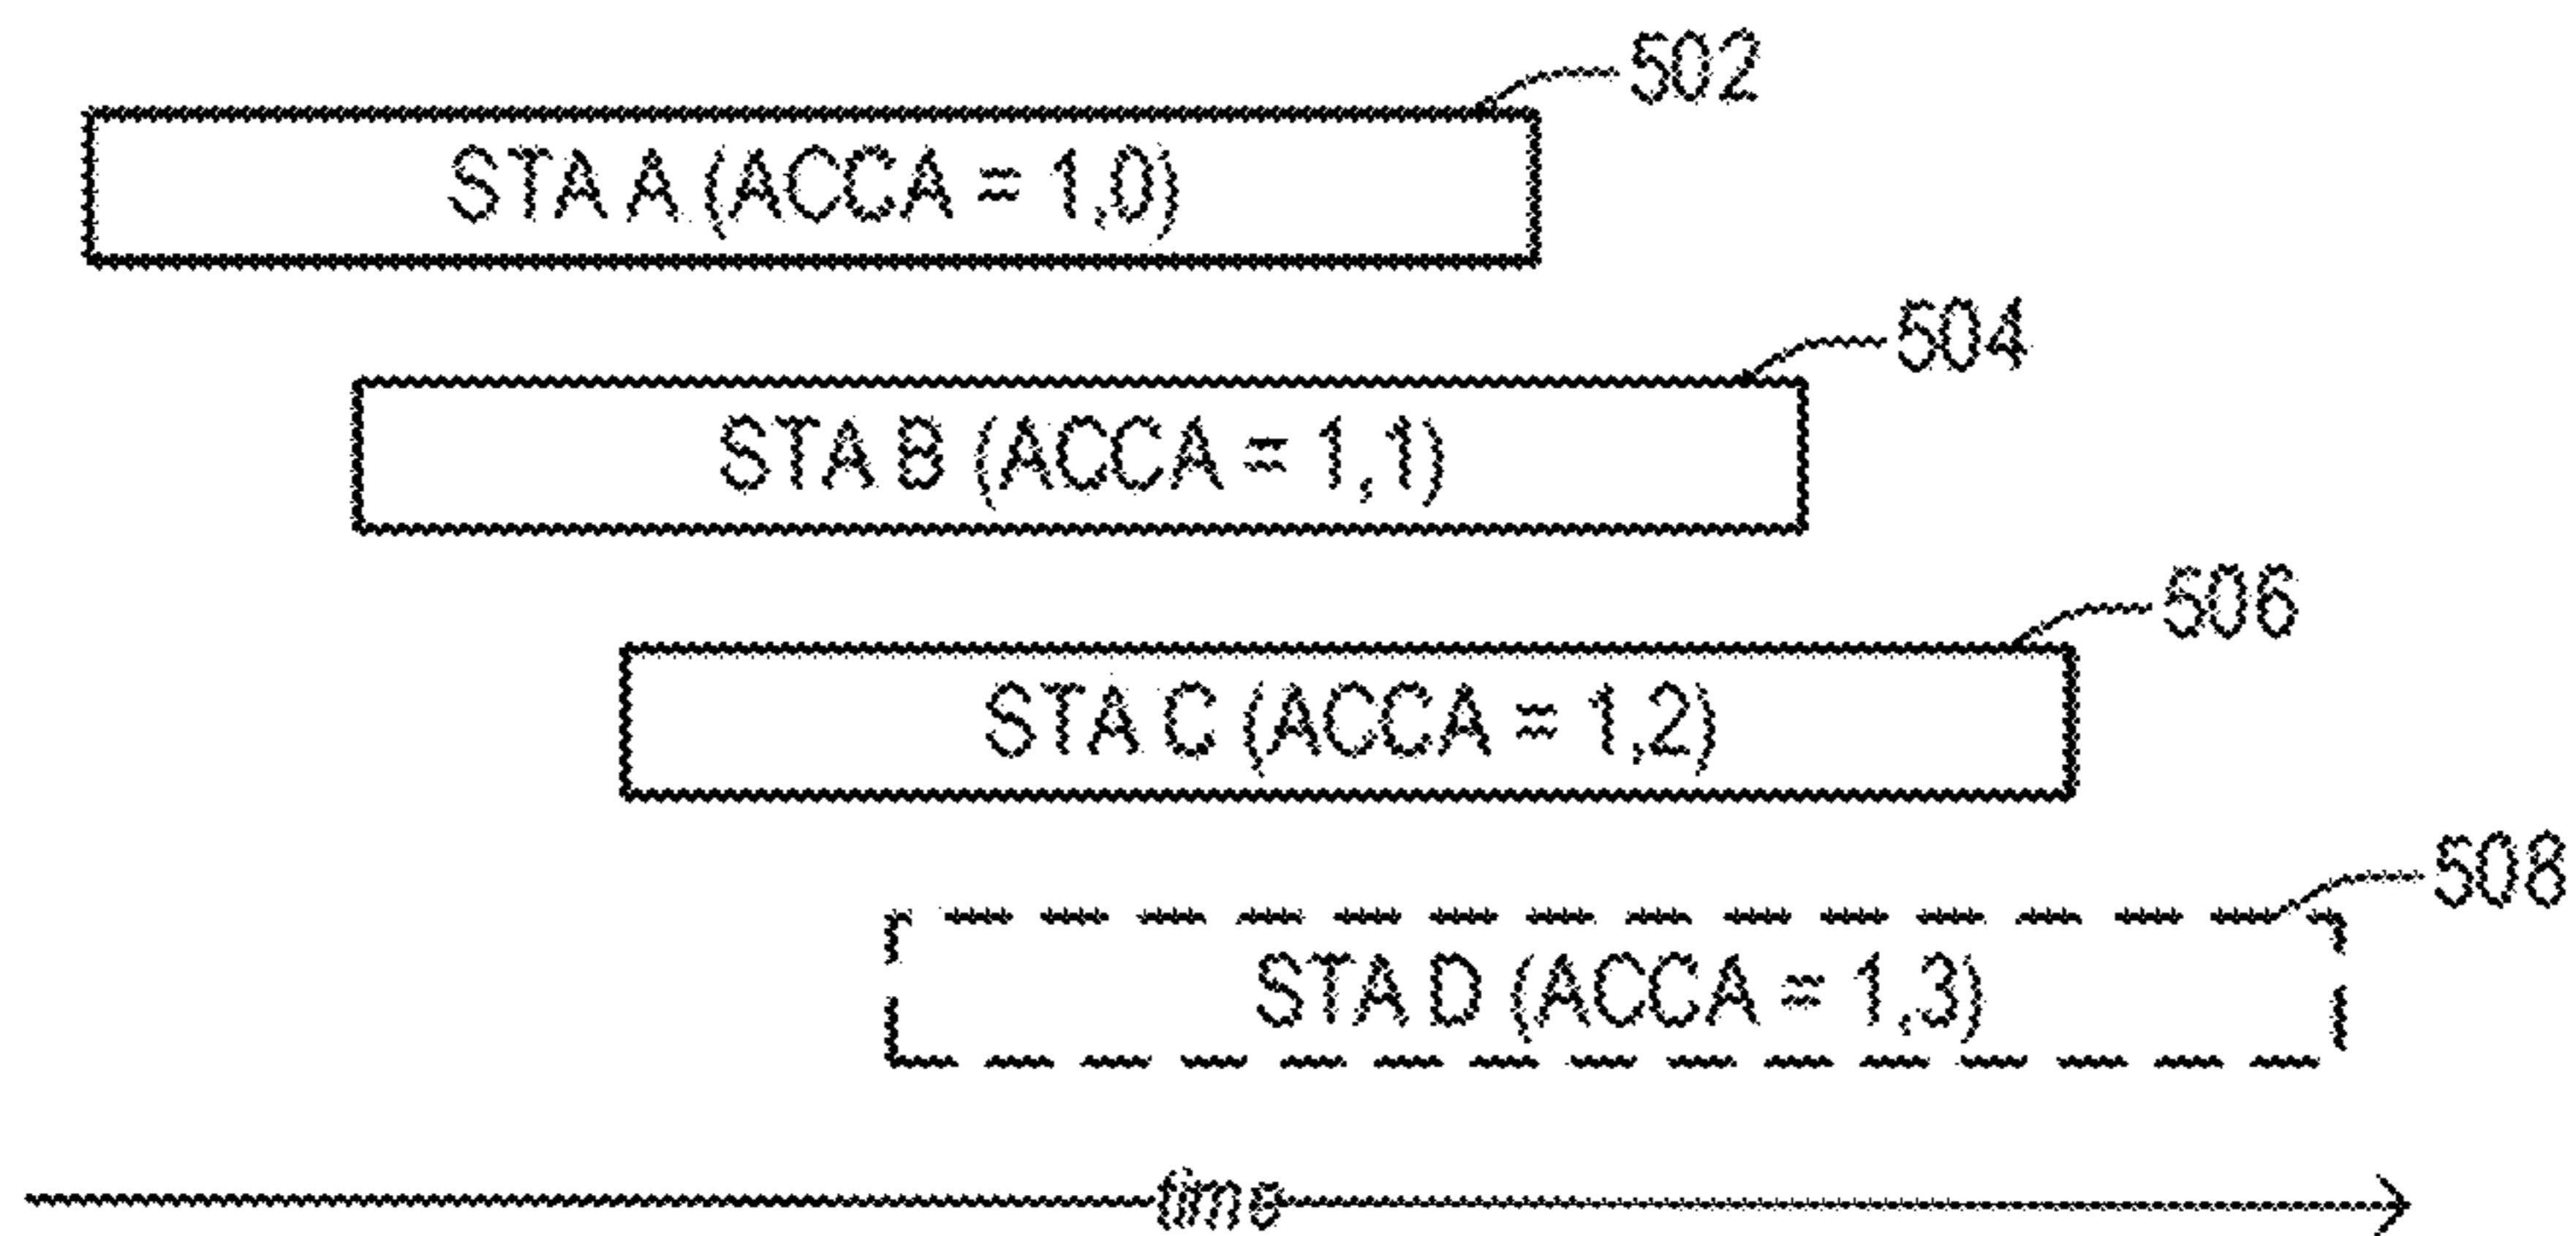 502
STA A (ACCA = 1,0)
504
STA B (ACCA = 1,1)
506
STA C (ACCA = 1,2)
508
STA D (ACCA = 1,3)
time